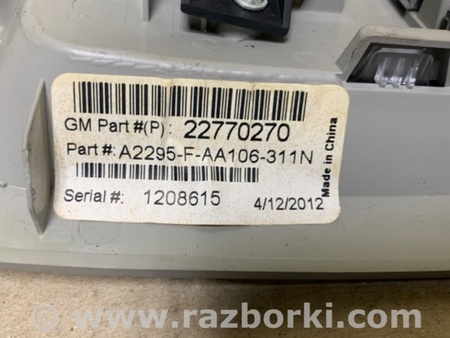 GM Part #(P): 22770270
Part #: A2295-F-AA106-311N
Serial #: 1208615 4/12/2012
Made in China
www.razborki.com